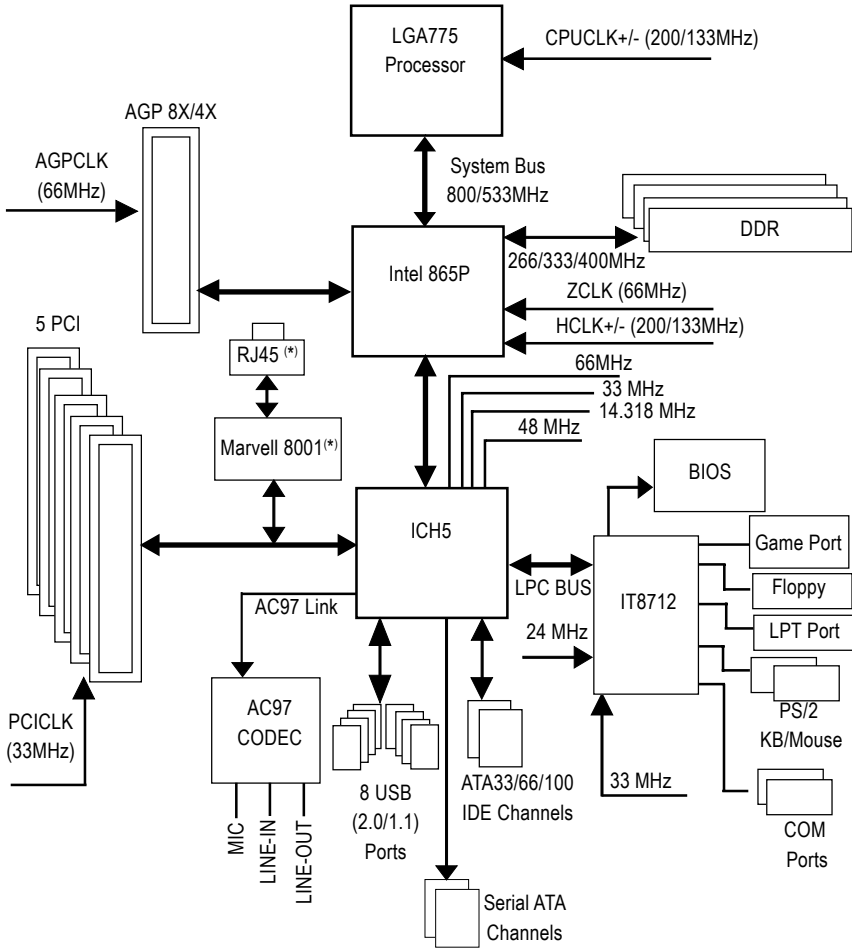 LGA775
Processor
CPUCLK+/- (200/133MHz)
AGP 8X/4X
AGPCLK
(66MHz)
System Bus
800/533MHz
DDR
Intel 865P
266/333/400MHz
ZCLK (66MHz)
HCLK+/- (200/133MHz)
5 PCI
RJ45 (*)
66MHz
33 MHz
14.318 MHz
48 MHz
Marvell 8001(*)
BIOS
ICH5
Game Port
LPC BUS
IT8712
Floppy
AC97 Link
LPT Port
24 MHz
PS/2
KB/Mouse
PCICLK
(33MHz)
AC97
CODEC
8 USB
(2.0/1.1)
Ports
ATA33/66/100
IDE Channels
33 MHz
COM
Ports
MIC
LINE-IN
LINE-OUT
Serial ATA
Channels